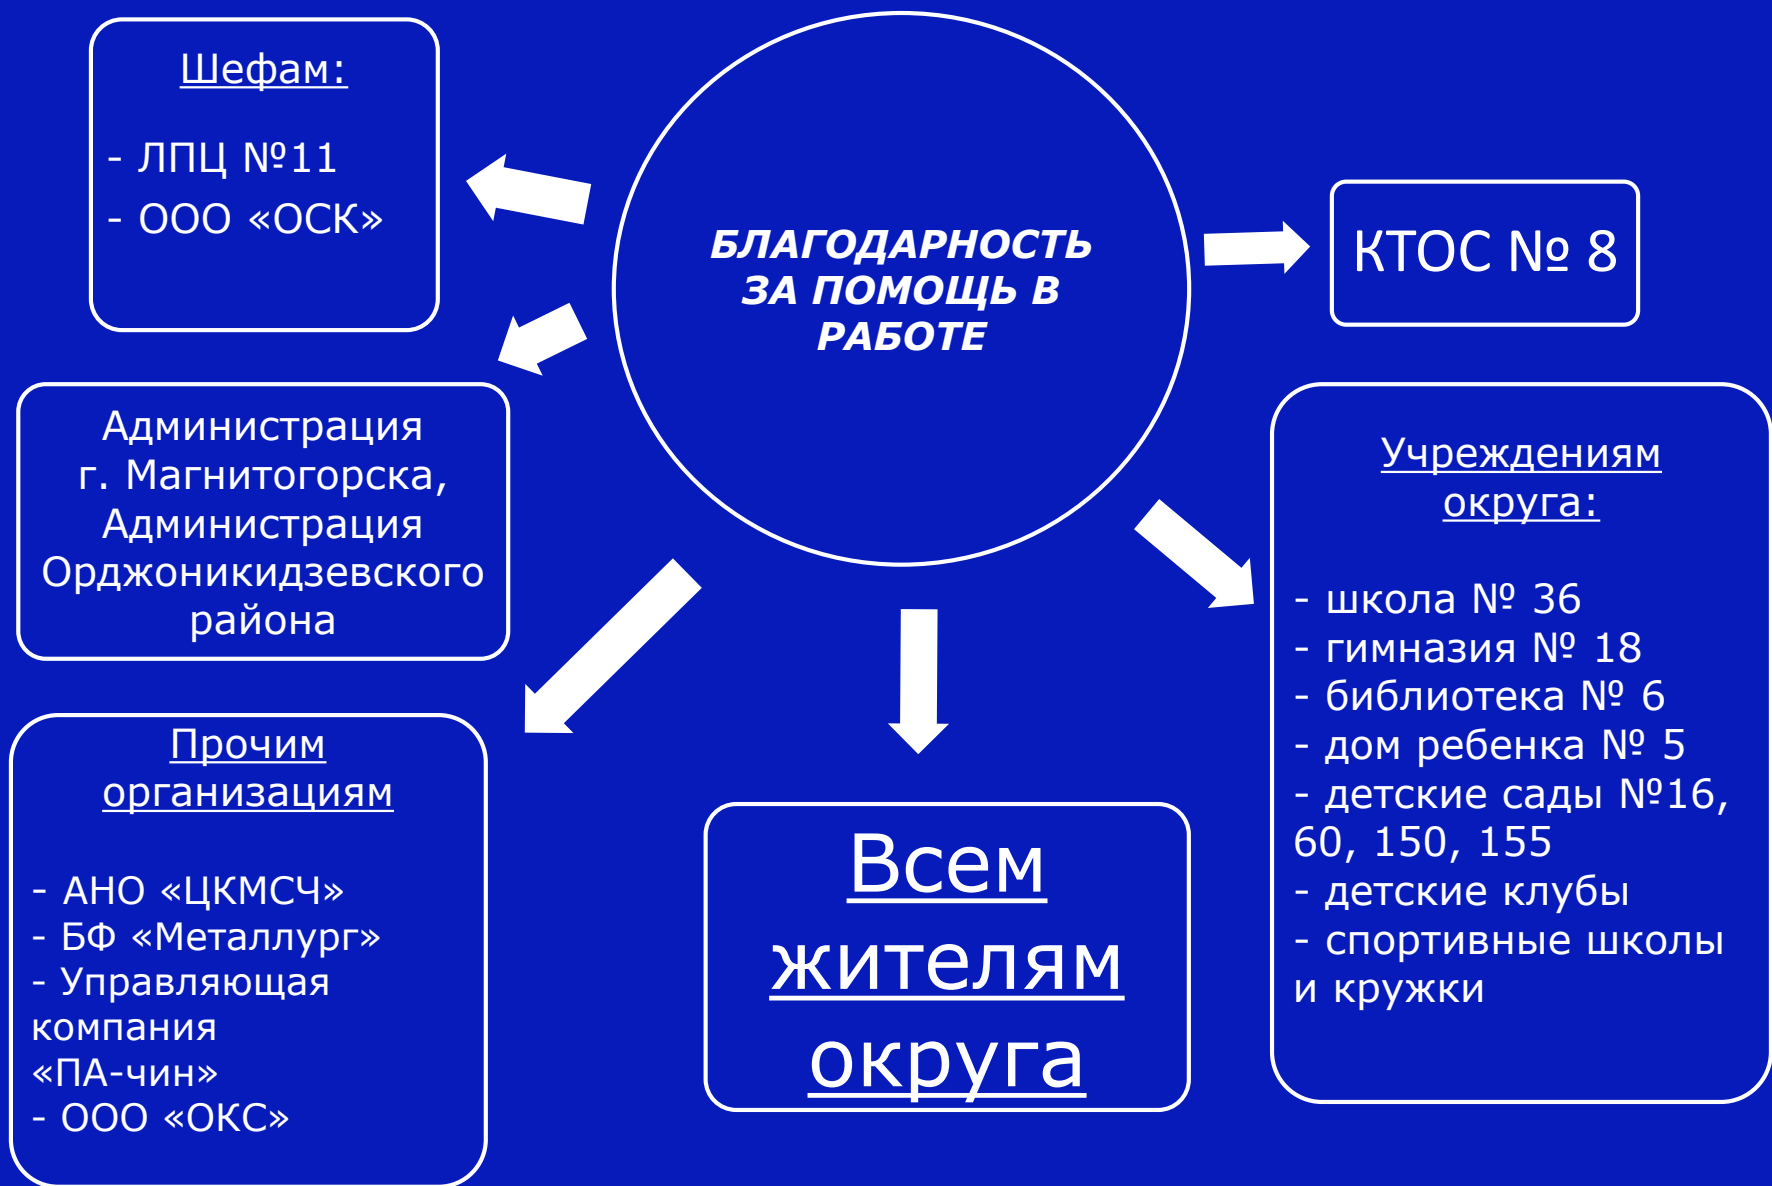 Шефам:
- ЛПЦ №11
- ООО «ОСК»
БЛАГОДАРНОСТЬ
ЗА ПОМОЩЬ В
РАБОТЕ
КТОС № 8
Администрация
г. Магнитогорска,
Администрация
Орджоникидзевского
района
Учреждениям
округа:
- школа № 36
- гимназия № 18
- библиотека № 6
- дом ребенка № 5
- детские сады №16,
60, 150, 155
- детские клубы
- спортивные школы
и кружки
Прочим
организациям
- АНО «ЦКМСЧ»
- БФ «Металлург»
- Управляющая
компания
«ПА-чин»
- ООО «ОКС»
Всем
жителям
округа